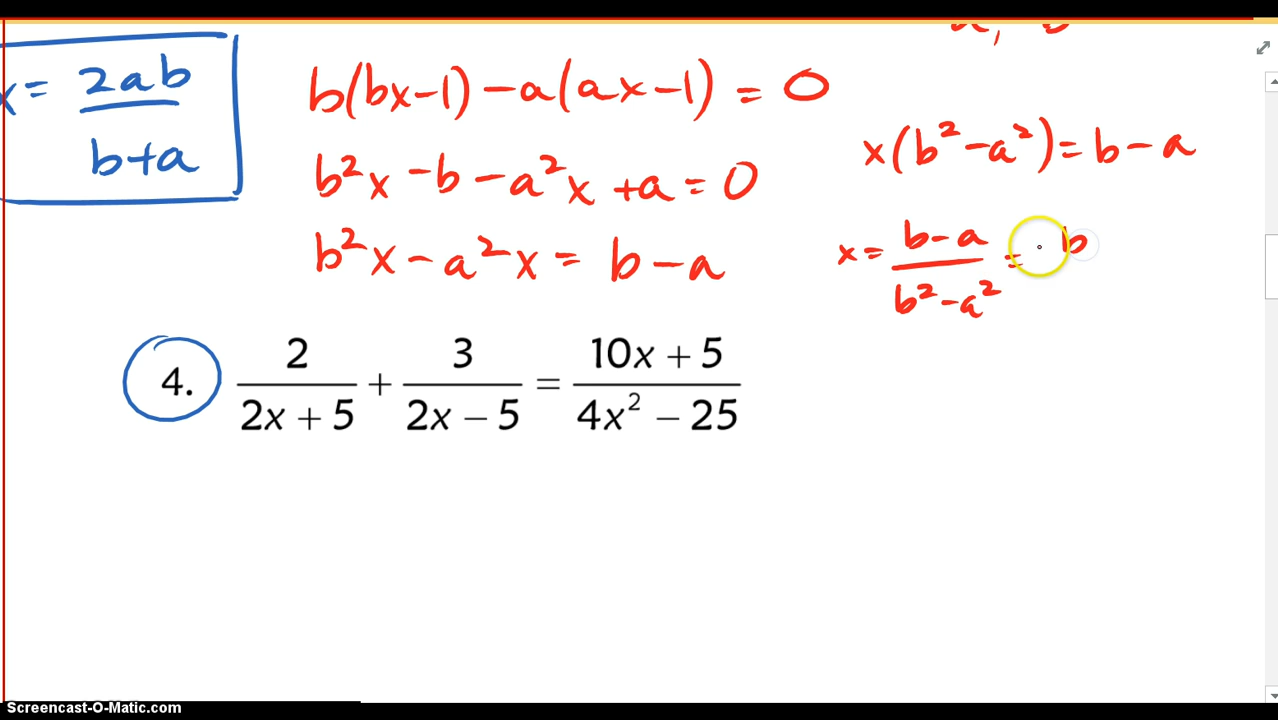 x = 2ab / b+a
b(bx-1) - a(ax-1) = 0
b²x - b - a²x + a = 0
b²x - a²x = b - a
a, b
x(b² - a²) = b - a
x = b-a / b²-a² = b
4. 2 / 2x + 5 + 3 / 2x − 5 = 10x + 5 / 4x² − 25
Screencast-O-Matic.com